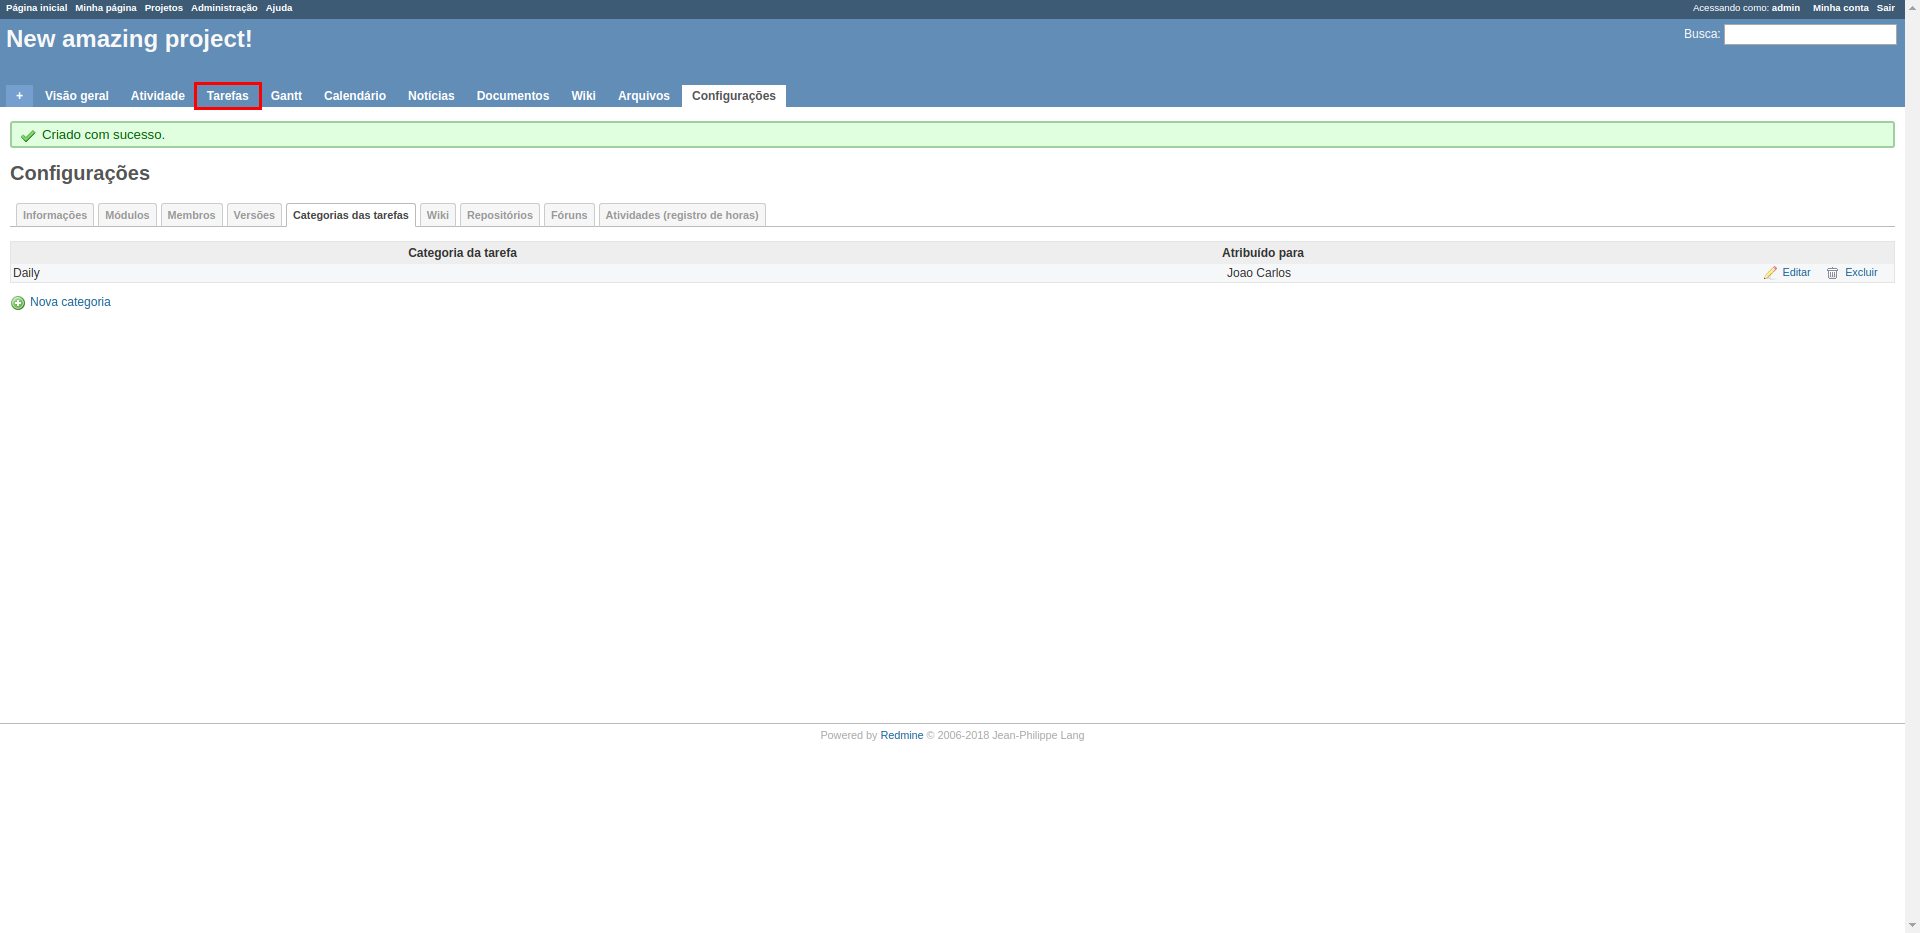 Página inicial Minha página Projetos Administração Ajuda Acessando como: admin Minha conta Sair
New amazing project! Busca:
+ Visão geral Atividade Tarefas Gantt Calendário Notícias Documentos Wiki Arquivos Configurações
Criado com sucesso.
Configurações
Informações Módulos Membros Versões Categorias das tarefas Wiki Repositórios Fóruns Atividades (registro de horas)
Categoria da tarefa Atribuído para
Daily Joao Carlos Editar Excluir
Nova categoria
Powered by Redmine © 2006-2018 Jean-Philippe Lang